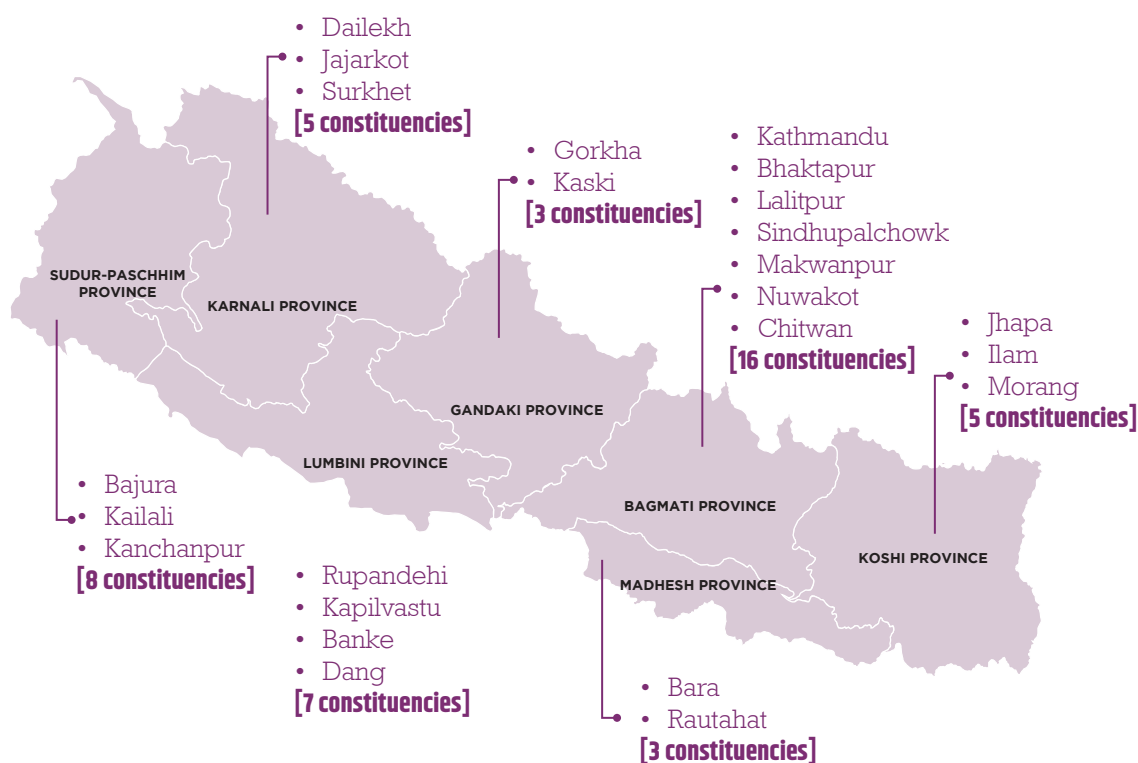 • Dailekh
• Jajarkot
• Surkhet
[5 constituencies]
• Gorkha
• Kaski
[3 constituencies]
• Kathmandu
• Bhaktapur
• Lalitpur
• Sindhupalchowk
• Makwanpur
• Nuwakot
• Chitwan
[16 constituencies]
• Jhapa
• Ilam
• Morang
[5 constituencies]
SUDUR-PASCHHIM
PROVINCE
KARNALI PROVINCE
GANDAKI PROVINCE
LUMBINI PROVINCE
BAGMATI PROVINCE
KOSHI PROVINCE
MADHESH PROVINCE
• Bajura
• Kailali
• Kanchanpur
[8 constituencies]
• Rupandehi
• Kapilvastu
• Banke
• Dang
[7 constituencies]
• Bara
• Rautahat
[3 constituencies]